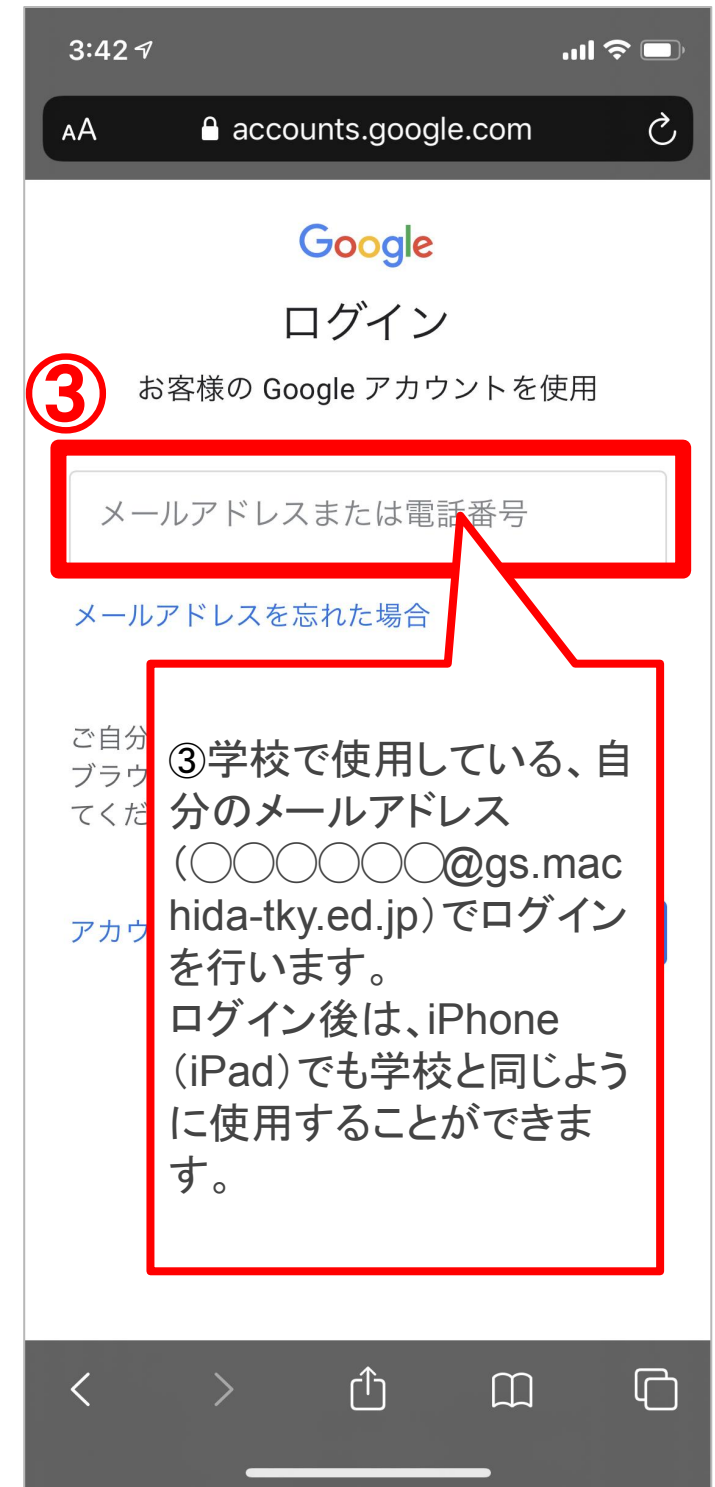 3:42
AA accounts.google.com
Google
ログイン
③
お客様の Google アカウントを使用
メールアドレスまたは電話番号
メールアドレスを忘れた場合
ご自分
ブラウ
てくだ
アカウ
③学校で使用している、自
分のメールアドレス
(◯◯◯◯◯◯@gs.mac
hida-tky.ed.jp)でログイン
を行います。
ログイン後は、iPhone
(iPad)でも学校と同じよう
に使用することができま
す。